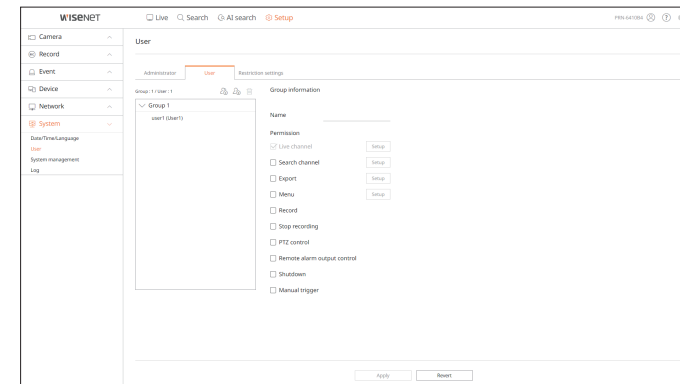 WISENET
Live Search AI search Setup
PRN-6410B4
Camera
Record
Event
Device
Network
System
Date/Time/Language
User
System management
Log
User
Administrator User Restriction settings
Group : 1 / User : 1
Group 1
user1 (User1)
Group information
Name
Permission
Live channel Setup
Search channel Setup
Export Setup
Menu Setup
Record
Stop recording
PTZ control
Remote alarm output control
Shutdown
Manual trigger
Apply Revert